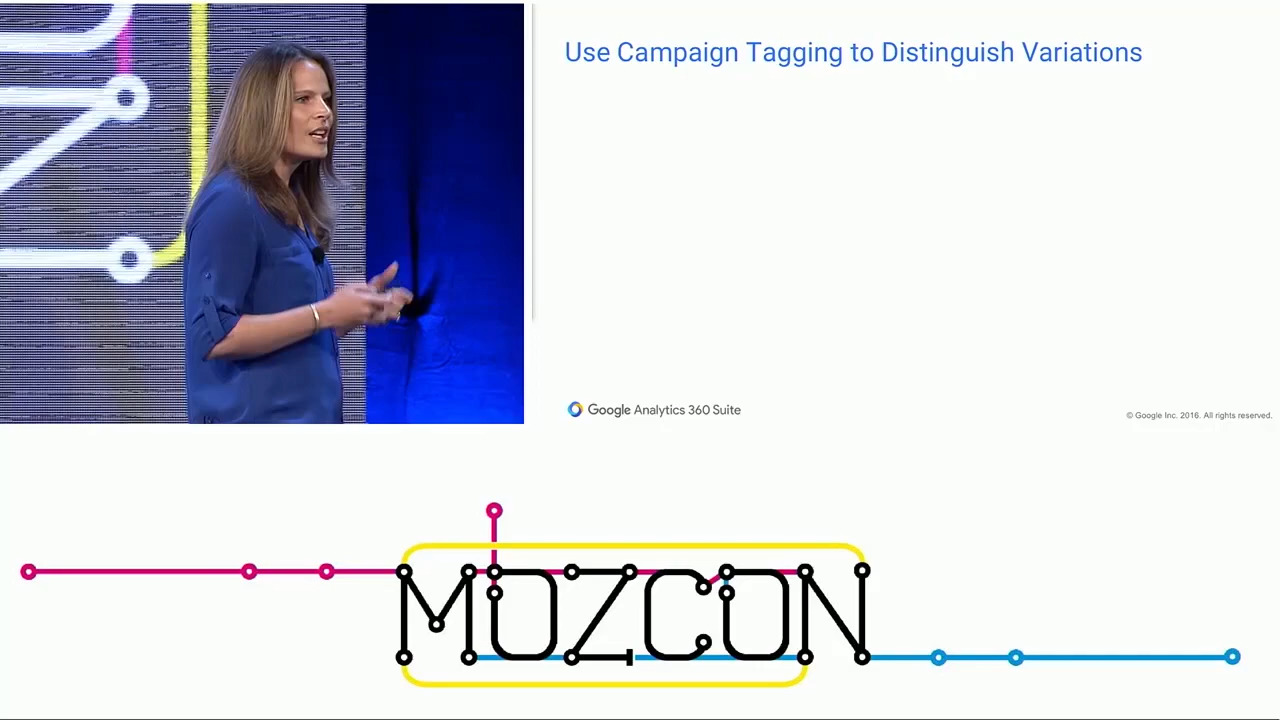 Use Campaign Tagging to Distinguish Variations
Google Analytics 360 Suite
© Google Inc. 2016. All rights reserved.
MOZCON